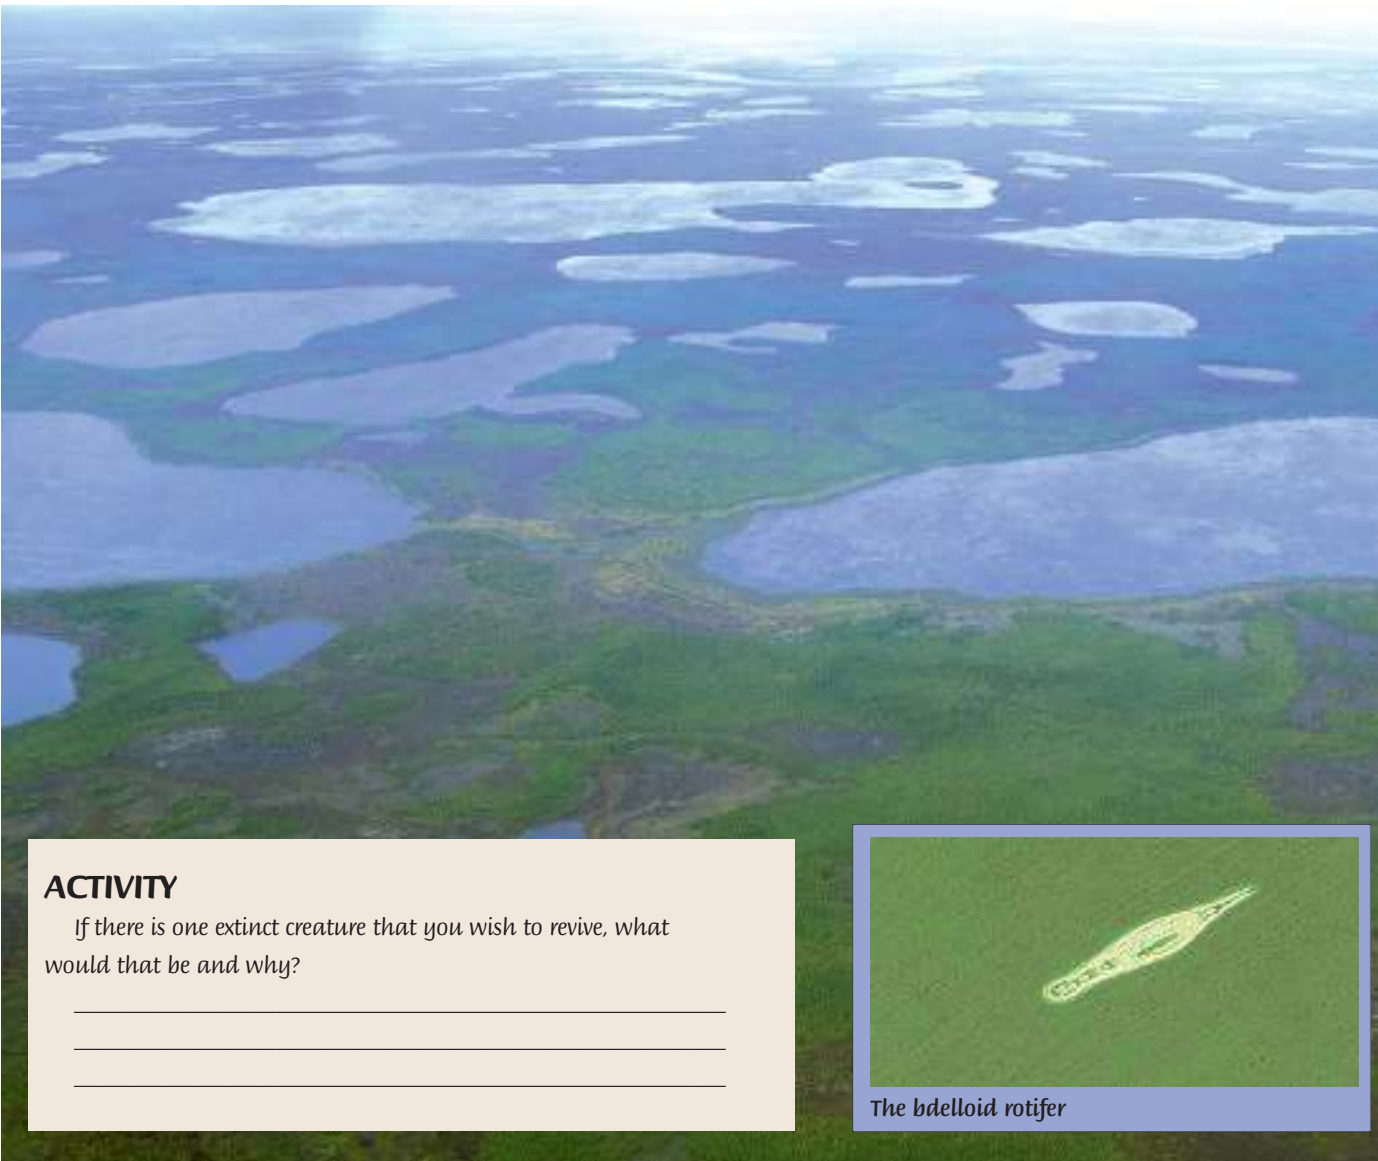 ACTIVITY
If there is one extinct creature that you wish to revive, what
would that be and why?
The bdelloid rotifer